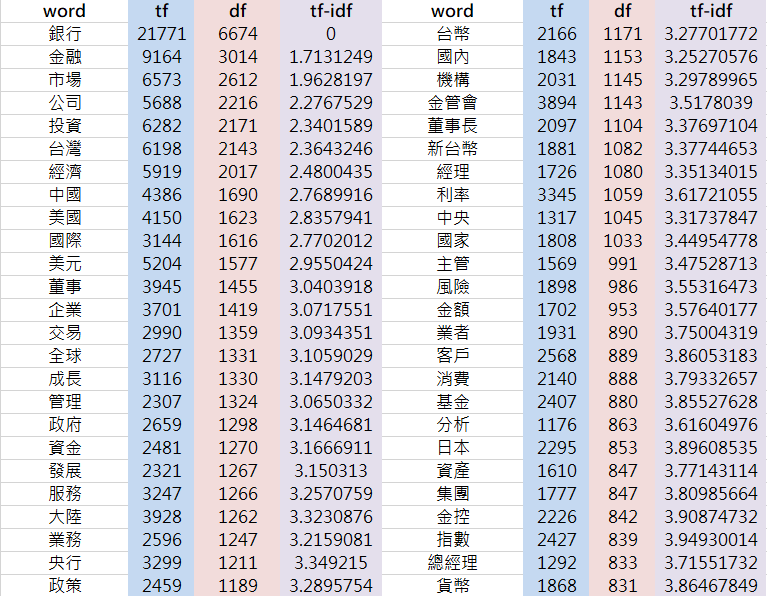 word tf df tf-idf word tf df tf-idf
銀行 21771 6674 0 台幣 2166 1171 3.27701772
金融 9164 3014 1.7131249 國內 1843 1153 3.25270576
市場 6573 2612 1.9628197 機構 2031 1145 3.29789965
公司 5688 2216 2.2767529 金管會 3894 1143 3.5178039
投資 6282 2171 2.3401589 董事長 2097 1104 3.37697104
台灣 6198 2143 2.3643246 新台幣 1881 1082 3.37744653
經濟 5919 2017 2.4800435 經理 1726 1080 3.35134015
中國 4386 1690 2.7689916 利率 3345 1059 3.61721055
美國 4150 1623 2.8357941 中央 1317 1045 3.31737847
國際 3144 1616 2.7702012 國家 1808 1033 3.44954778
美元 5204 1577 2.9550424 主管 1569 991 3.47528713
董事 3945 1455 3.0403918 風險 1898 986 3.55316473
企業 3701 1419 3.0717551 金額 1702 953 3.57640177
交易 2990 1359 3.0934351 業者 1931 890 3.75004319
全球 2727 1331 3.1059029 客戶 2568 889 3.86053183
成長 3116 1330 3.1479203 消費 2140 888 3.79332657
管理 2307 1324 3.0650332 基金 2407 880 3.85527628
政府 2659 1298 3.1464681 分析 1176 863 3.61604976
資金 2481 1270 3.1666911 日本 2295 853 3.89608535
發展 2321 1267 3.150313 資產 1610 847 3.77143114
服務 3247 1266 3.2570759 集團 1777 847 3.80985664
大陸 3928 1262 3.3230876 金控 2226 842 3.90874732
業務 2596 1247 3.2159081 指數 2427 839 3.94930014
央行 3299 1211 3.349215 總經理 1292 833 3.71551732
政策 2459 1189 3.2895754 貨幣 1868 831 3.86467849